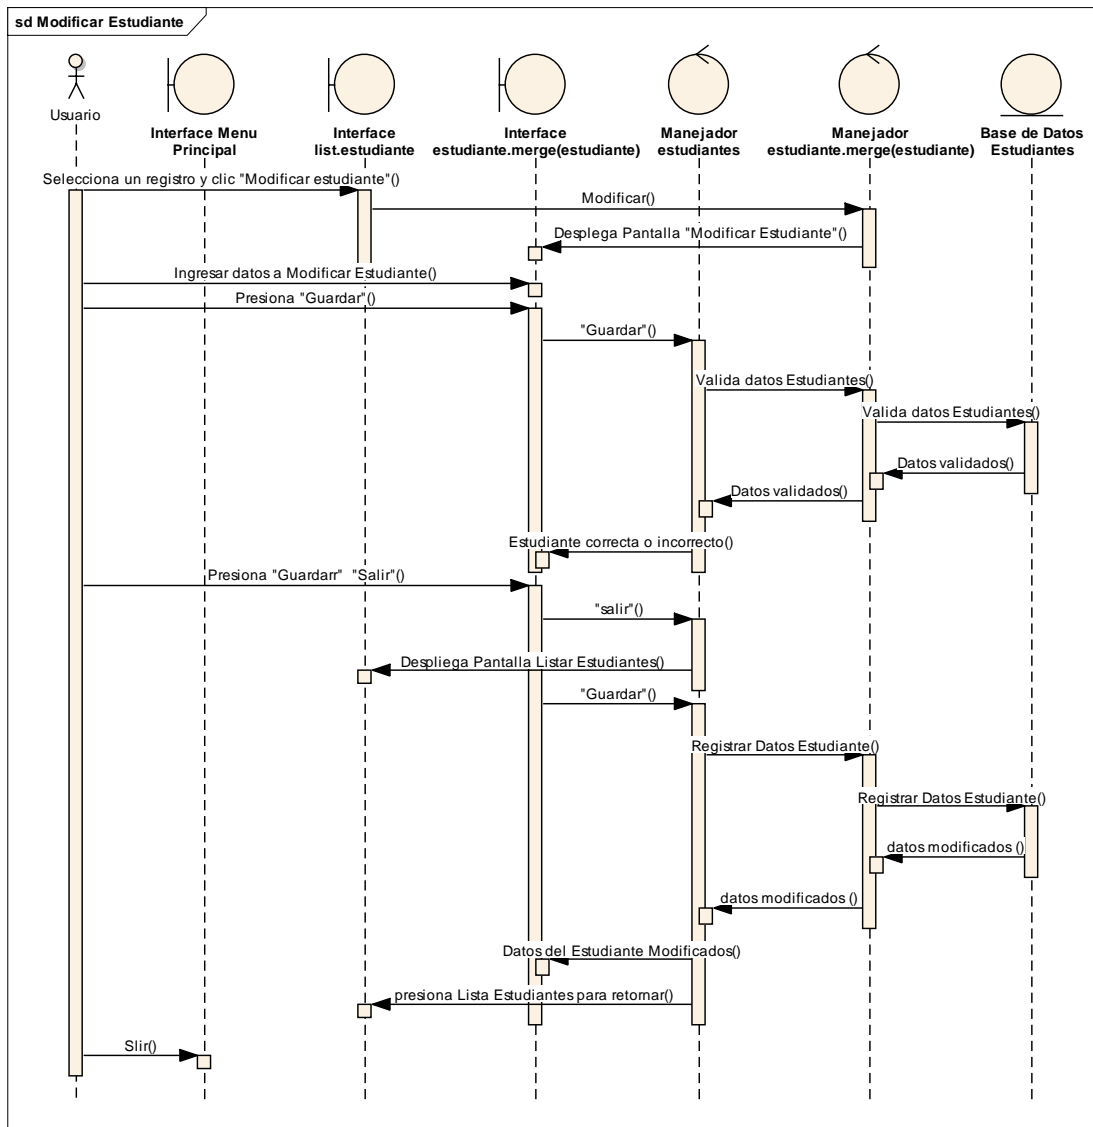 sd Modificar Estudiante
Usuario
Interface Menu
Principal
Interface
list.estudiante
Interface
estudiante.merge(estudiante)
Manejador
estudiantes
Manejador
estudiante.merge(estudiante)
Base de Datos
Estudiantes
Selecciona un registro y clic "Modificar estudiante"()
Modificar()
Desplega Pantalla "Modificar Estudiante"()
Ingresar datos a Modificar Estudiante()
Presiona "Guardar"()
"Guardar"()
Valida datos Estudiantes()
Valida datos Estudiantes()
Datos validados()
Datos validados()
Estudiante correcta o incorrecto()
Presiona "Guardarr" "Salir"()
"salir"()
Despliega Pantalla Listar Estudiantes()
"Guardar"()
Registrar Datos Estudiante()
Registrar Datos Estudiante()
datos modificados ()
datos modificados ()
Datos del Estudiante Modificados()
presiona Lista Estudiantes para retornar()
Slir()